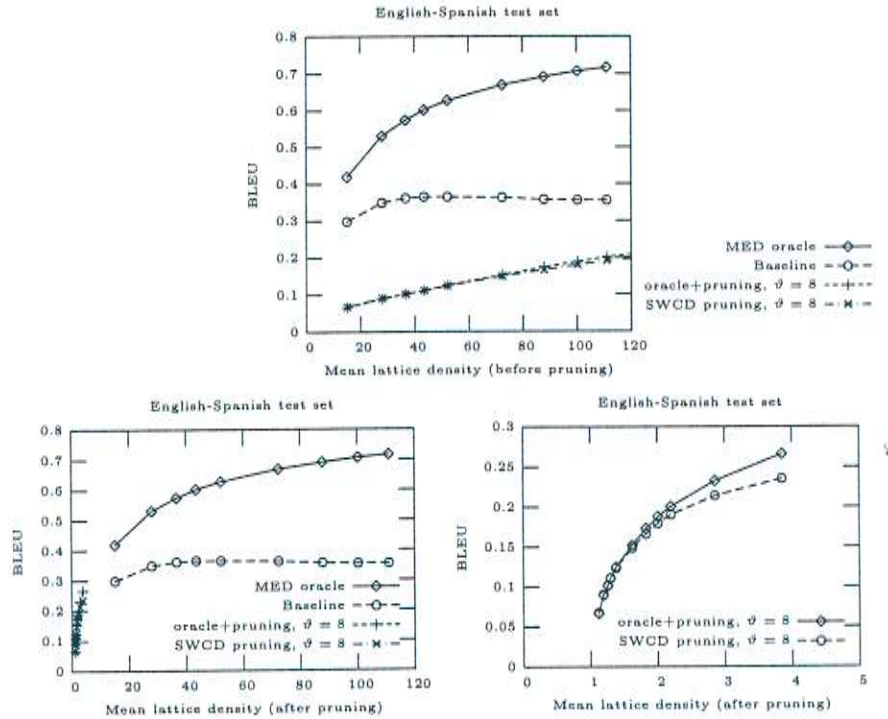 English-Spanish test set
BLEU
0.8
0.7
0.6
0.5
0.4
0.3
0.2
0.1
0
0 20 40 60 80 100 120
Mean lattice density (before pruning)
MED oracle
Baseline
oracle+pruning, ϑ = 8
SWCD pruning, ϑ = 8
English-Spanish test set
BLEU
0.8
0.7
0.6
0.5
0.4
0.3
0.2
0.1
0
0 20 40 60 80 100 120
Mean lattice density (after pruning)
MED oracle
Baseline
oracle+pruning, ϑ = 8
SWCD pruning, ϑ = 8
English-Spanish test set
BLEU
0.3
0.25
0.2
0.15
0.1
0.05
0
0 1 2 3 4 5
Mean lattice density (after pruning)
oracle+pruning, ϑ = 8
SWCD pruning, ϑ = 8